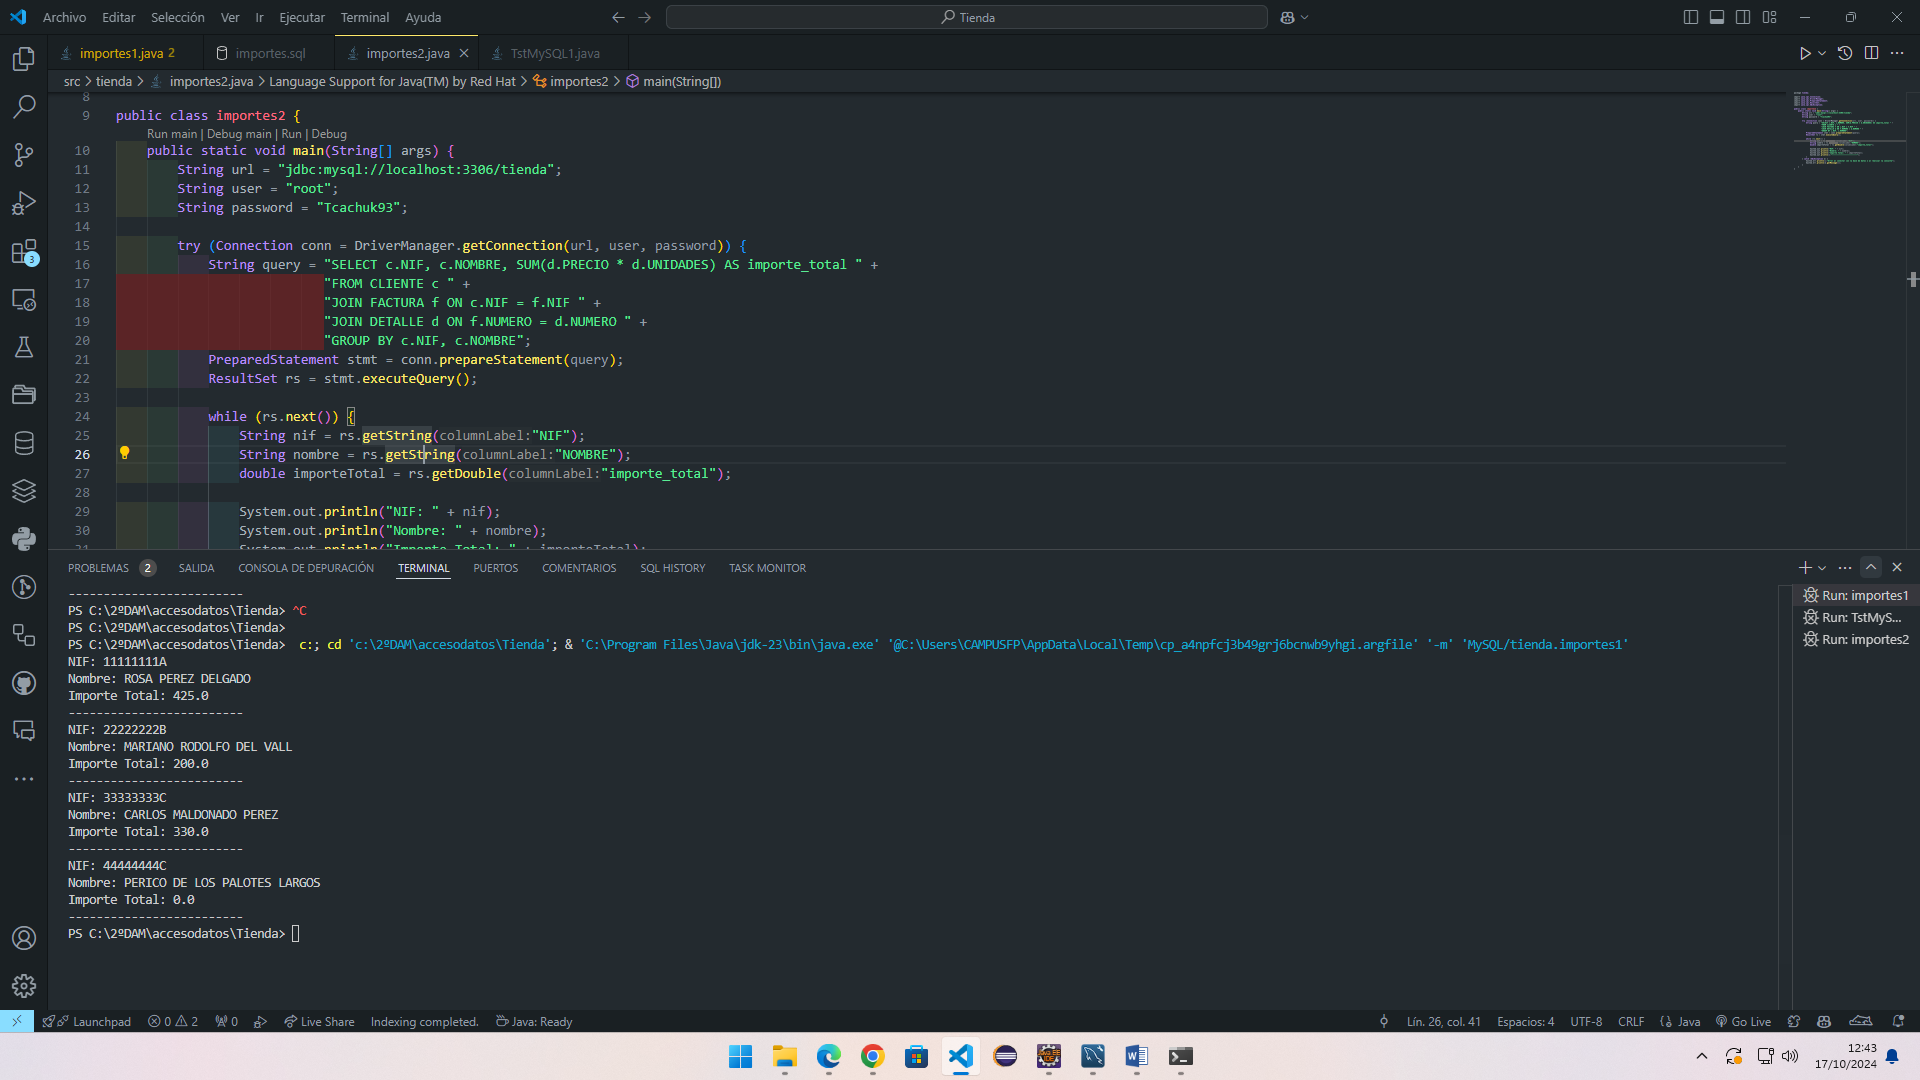 Archivo Editar Selección Ver Ir Ejecutar Terminal Ayuda
Tienda
importes1.java 2
importes.sql
importes2.java
TstMySQL1.java
src > tienda > importes2.java > Language Support for Java(TM) by Red Hat > importes2 > main(String[])
8
9 public class importes2 {
Run main | Debug main | Run | Debug
10 public static void main(String[] args) {
11 String url = "jdbc:mysql://localhost:3306/tienda";
12 String user = "root";
13 String password = "Tcachuk93";
14
15 try (Connection conn = DriverManager.getConnection(url, user, password)) {
16 String query = "SELECT c.NIF, c.NOMBRE, SUM(d.PRECIO * d.UNIDADES) AS importe_total " +
17 "FROM CLIENTE c " +
18 "JOIN FACTURA f ON c.NIF = f.NIF " +
19 "JOIN DETALLE d ON f.NUMERO = d.NUMERO " +
20 "GROUP BY c.NIF, c.NOMBRE";
21 PreparedStatement stmt = conn.prepareStatement(query);
22 ResultSet rs = stmt.executeQuery();
23
24 while (rs.next()) {
25 String nif = rs.getString(columnLabel:"NIF");
26 String nombre = rs.getString(columnLabel:"NOMBRE");
27 double importeTotal = rs.getDouble(columnLabel:"importe_total");
28
29 System.out.println("NIF: " + nif);
30 System.out.println("Nombre: " + nombre);
31 System.out.println("Importe Total: " + importeTotal);
3
PROBLEMAS 2 SALIDA CONSOLA DE DEPURACIÓN TERMINAL PUERTOS COMENTARIOS SQL HISTORY TASK MONITOR
Run: importes1
Run: TstMyS...
Run: importes2
-------------------------
PS C:\2ºDAM\accesodatos\Tienda> ^C
PS C:\2ºDAM\accesodatos\Tienda>
PS C:\2ºDAM\accesodatos\Tienda> c:; cd 'c:\2ºDAM\accesodatos\Tienda'; & 'C:\Program Files\Java\jdk-23\bin\java.exe' '@C:\Users\CAMPUSFP\AppData\Local\Temp\cp_a4npfcj3b49grj6bcnwb9yhgi.argfile' '-m' 'MySQL/tienda.importes1'
NIF: 11111111A
Nombre: ROSA PEREZ DELGADO
Importe Total: 425.0
-------------------------
NIF: 22222222B
Nombre: MARIANO RODOLFO DEL VALL
Importe Total: 200.0
-------------------------
NIF: 33333333C
Nombre: CARLOS MALDONADO PEREZ
Importe Total: 330.0
-------------------------
NIF: 44444444C
Nombre: PERICO DE LOS PALOTES LARGOS
Importe Total: 0.0
-------------------------
PS C:\2ºDAM\accesodatos\Tienda>
Launchpad 0 2 0 Live Share Indexing completed. Java: Ready
Lín. 26, col. 41 Espacios: 4 UTF-8 CRLF Java Go Live
12:43
17/10/2024